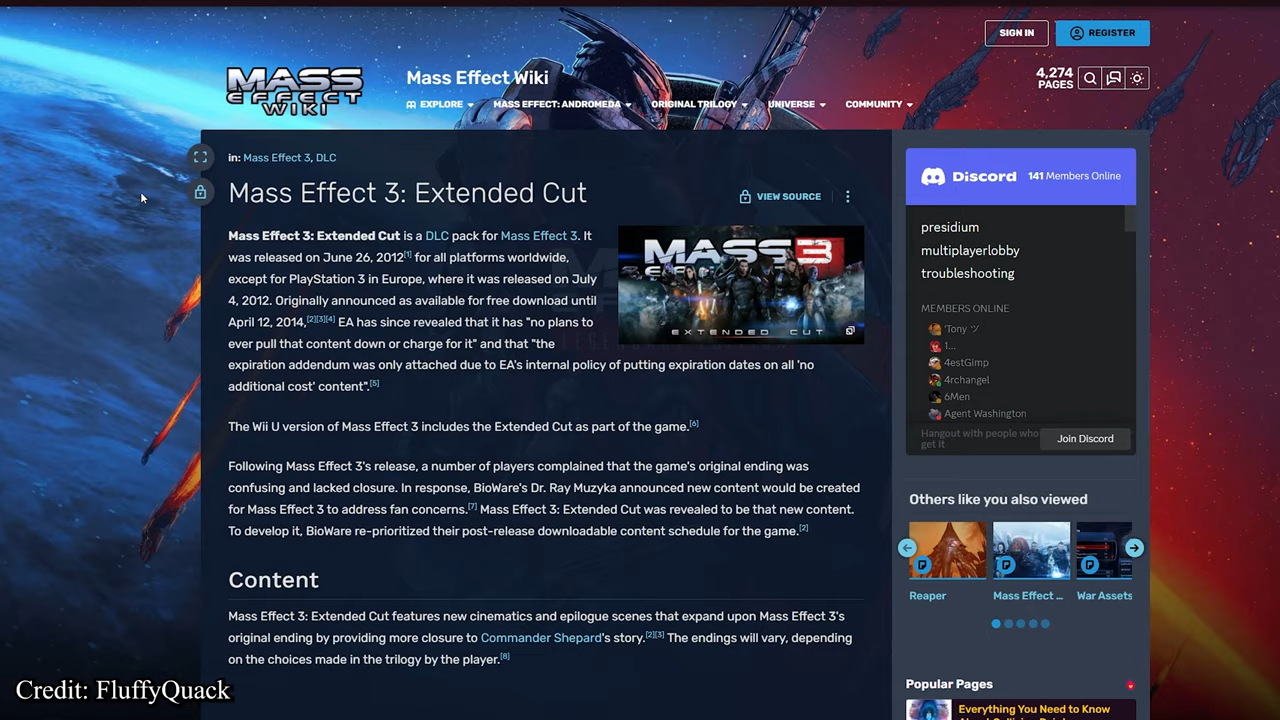 SIGN IN
REGISTER
MASS
EFFECT
WIKI
Mass Effect Wiki
4,274
PAGES
EXPLORE
MASS EFFECT: ANDROMEDA
ORIGINAL TRILOGY
UNIVERSE
COMMUNITY
in: Mass Effect 3, DLC
Mass Effect 3: Extended Cut
VIEW SOURCE
Mass Effect 3: Extended Cut is a DLC pack for Mass Effect 3. It
was released on June 26, 2012[1] for all platforms worldwide,
except for PlayStation 3 in Europe, where it was released on July
4, 2012. Originally announced as available for free download until
April 12, 2014,[2][3][4] EA has since revealed that it has "no plans to
ever pull that content down or charge for it" and that "the
expiration addendum was only attached due to EA's internal policy of putting expiration dates on all 'no
additional cost' content".[5]
MASS 3
EFFECT
EXTENDED CUT
The Wii U version of Mass Effect 3 includes the Extended Cut as part of the game.[6]
Following Mass Effect 3's release, a number of players complained that the game's original ending was
confusing and lacked closure. In response, BioWare's Dr. Ray Muzyka announced new content would be created
for Mass Effect 3 to address fan concerns.[7] Mass Effect 3: Extended Cut was revealed to be that new content.
To develop it, BioWare re-prioritized their post-release downloadable content schedule for the game.[2]
Content
Mass Effect 3: Extended Cut features new cinematics and epilogue scenes that expand upon Mass Effect 3's
original ending by providing more closure to Commander Shepard's story.[2][3] The endings will vary, depending
on the choices made in the trilogy by the player.[8]
Discord
141 Members Online
presidium
multiplayerlobby
troubleshooting
MEMBERS ONLINE
'Tony ツ
1...
4estGimp
4rchangel
6Men
Agent Washington
Hangout with people who
get it
Join Discord
Others like you also viewed
Reaper
Mass Effect ...
War Assets
Popular Pages
Everything You Need to Know
Credit: FluffyQuack